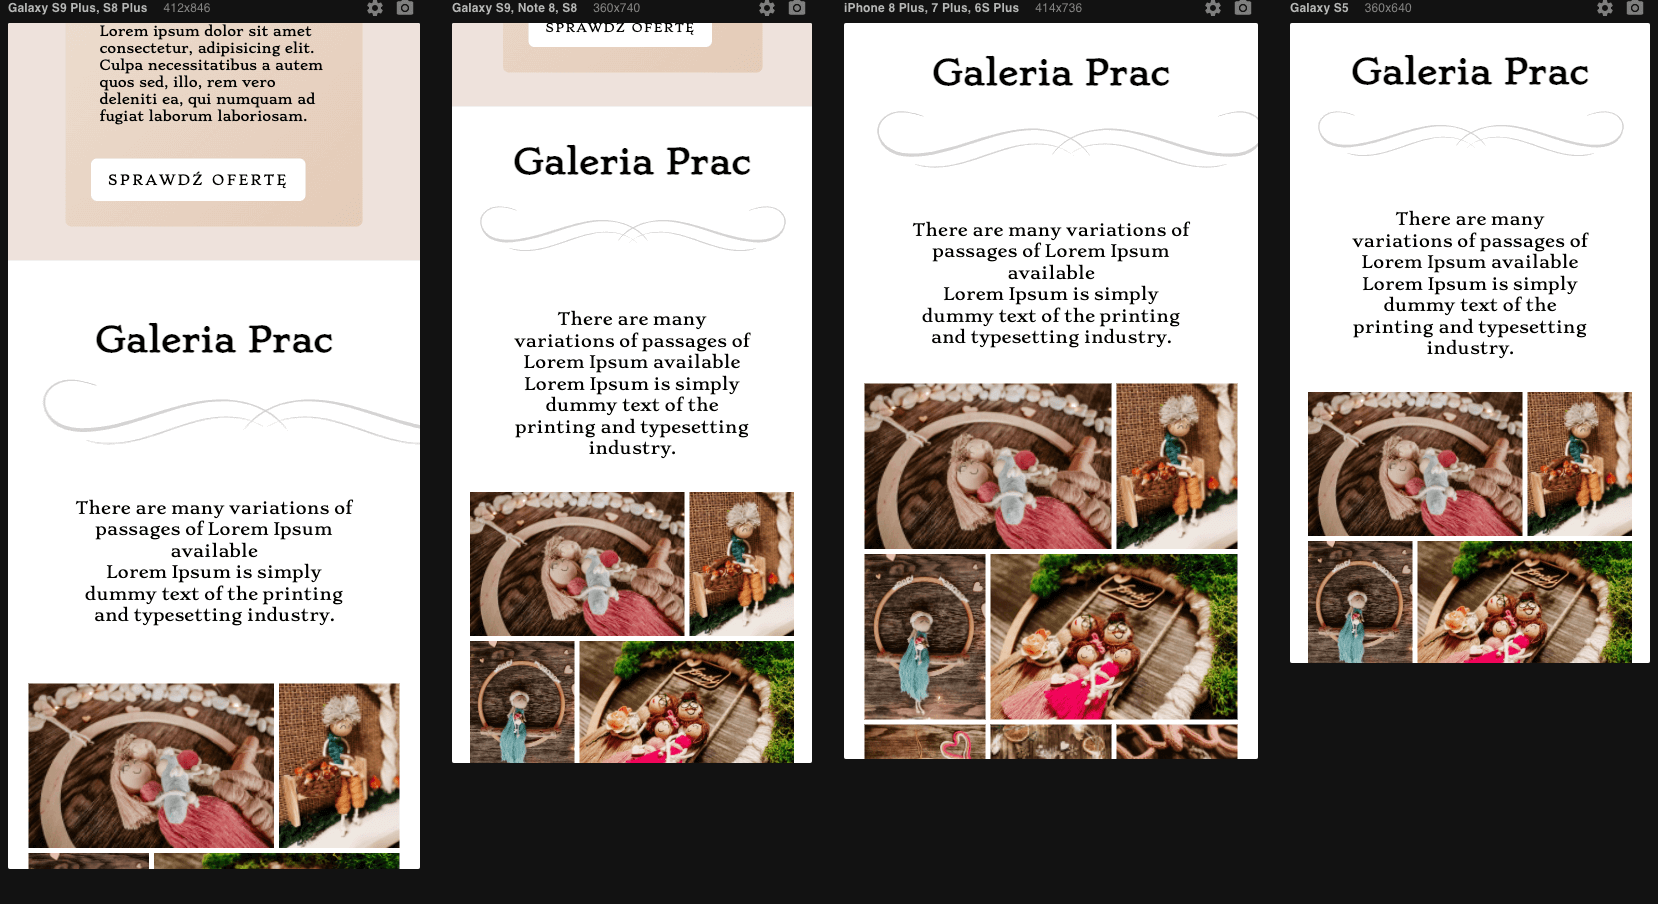 Galaxy S9 Plus, S8 Plus 412x846
Lorem ipsum dolor sit amet
consectetur, adipisicing elit.
Culpa necessitatibus a autem
quos sed, illo, rem vero
deleniti ea, qui numquam ad
fugiat laborum laboriosam.
SPRAWDŹ OFERTĘ
Galeria Prac
There are many variations of
passages of Lorem Ipsum
available
Lorem Ipsum is simply
dummy text of the printing
and typesetting industry.
Galaxy S9, Note 8, S8 360x740
SPRAWDŹ OFERTĘ
Galeria Prac
There are many
variations of passages of
Lorem Ipsum available
Lorem Ipsum is simply
dummy text of the
printing and typesetting
industry.
iPhone 8 Plus, 7 Plus, 6S Plus 414x736
Galeria Prac
There are many variations of
passages of Lorem Ipsum
available
Lorem Ipsum is simply
dummy text of the printing
and typesetting industry.
Galaxy S5 360x640
Galeria Prac
There are many
variations of passages of
Lorem Ipsum available
Lorem Ipsum is simply
dummy text of the
printing and typesetting
industry.